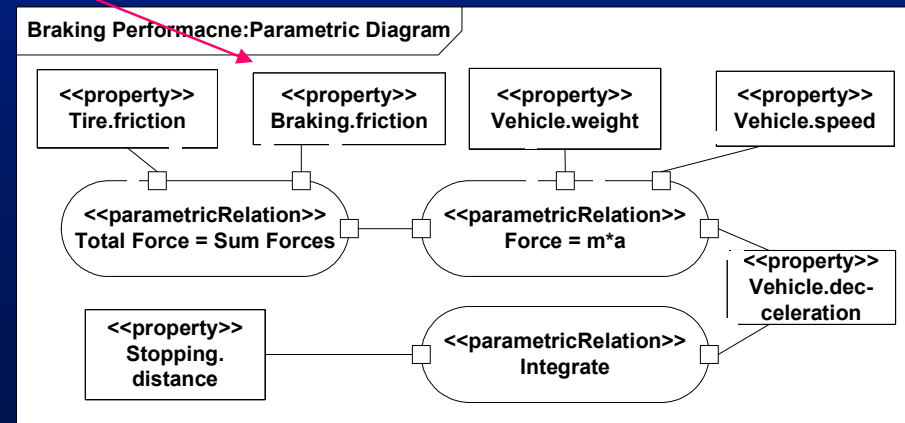 Braking Performacne:Parametric Diagram
<<property>>
Tire.friction
<<property>>
Braking.friction
<<property>>
Vehicle.weight
<<property>>
Vehicle.speed
<<parametricRelation>>
Total Force = Sum Forces
<<parametricRelation>>
Force = m*a
<<property>>
Vehicle.dec-
cceleration
<<property>>
Stopping.
distance
<<parametricRelation>>
Integrate